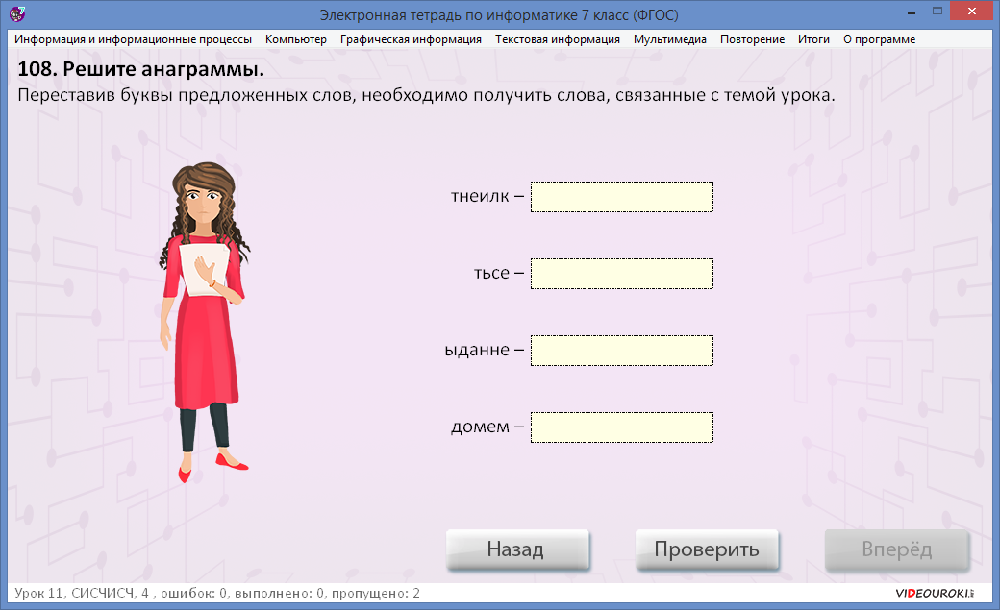 Электронная тетрадь по информатике 7 класс (ФГОС)
Информация и информационные процессы Компьютер Графическая информация Текстовая информация Мультимедиа Повторение Итоги О программе
108. Решите анаграммы.
Переставив буквы предложенных слов, необходимо получить слова, связанные с темой урока.
тнеилк –
тьсе –
ыданне –
домем –
Назад Проверить Вперёд
Урок 11, СИСЧИСЧ, 4 , ошибок: 0, выполнено: 0, пропущено: 2
VIDEOUROKI